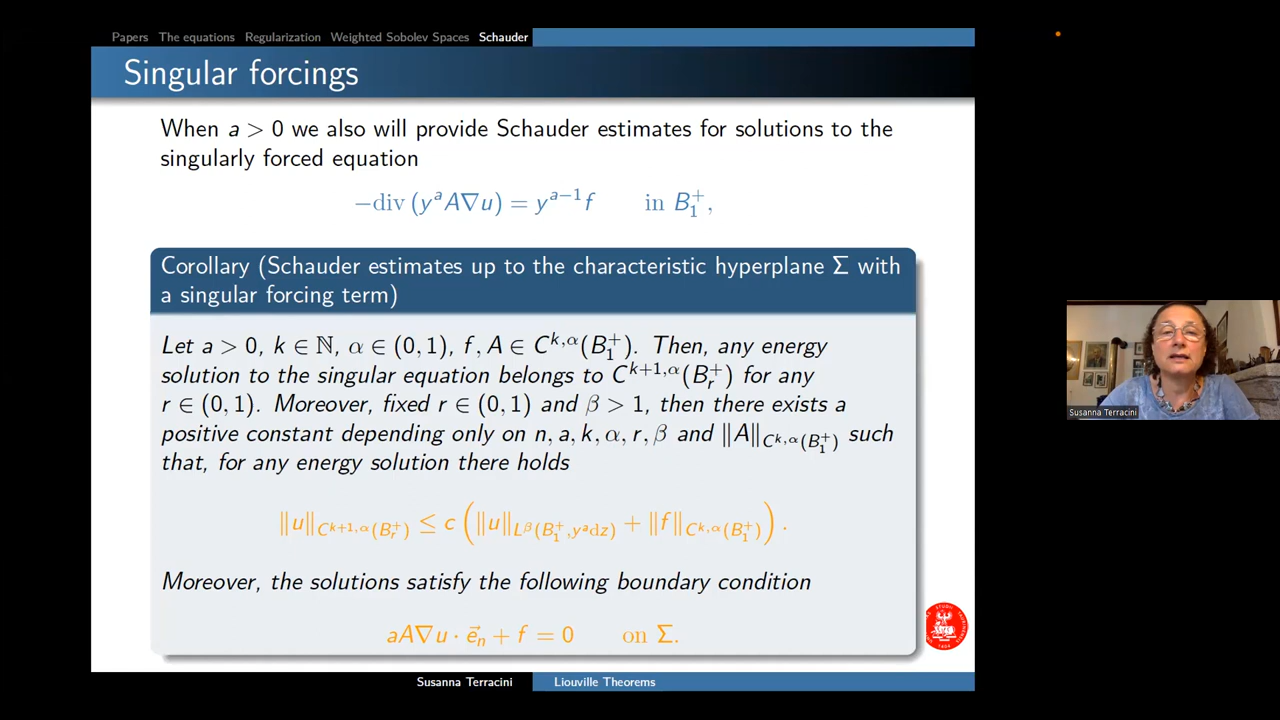 Papers The equations Regularization Weighted Sobolev Spaces Schauder
Singular forcings
When a > 0 we also will provide Schauder estimates for solutions to the
singularly forced equation
−div (y^a A∇u) = y^{a−1} f in B_1^+,
Corollary (Schauder estimates up to the characteristic hyperplane Σ with
a singular forcing term)
Let a > 0, k ∈ ℕ, α ∈ (0, 1), f, A ∈ C^{k,α}(B_1^+). Then, any energy
solution to the singular equation belongs to C^{k+1,α}(B_r^+) for any
r ∈ (0, 1). Moreover, fixed r ∈ (0, 1) and β > 1, then there exists a
positive constant depending only on n, a, k, α, r, β and ‖A‖_{C^{k,α}(B_1^+)} such
that, for any energy solution there holds
‖u‖_{C^{k+1,α}(B_r^+)} ≤ c (‖u‖_{L^β(B_1^+, y^a dz)} + ‖f‖_{C^{k,α}(B_1^+)}).
Moreover, the solutions satisfy the following boundary condition
aA∇u · \vec{e}_n + f = 0 on Σ.
Susanna Terracini Liouville Theorems
Susanna Terracini